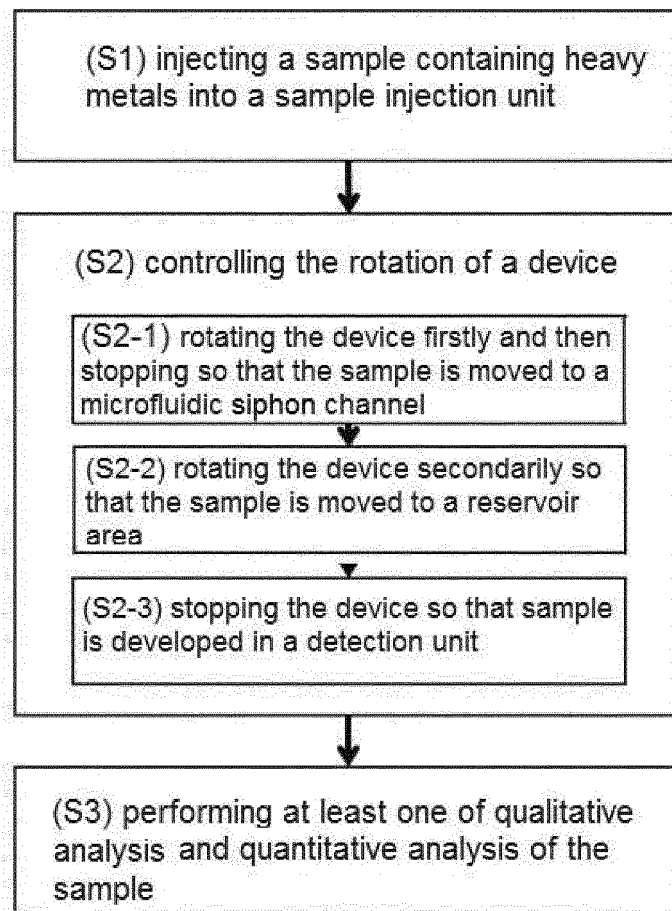 (S1) injecting a sample containing heavy
metals into a sample injection unit
(S2) controlling the rotation of a device
(S2-1) rotating the device firstly and then
stopping so that the sample is moved to a
microfluidic siphon channel
(S2-2) rotating the device secondarily so
that the sample is moved to a reservoir
area
(S2-3) stopping the device so that sample
is developed in a detection unit
(S3) performing at least one of qualitative
analysis and quantitative analysis of the
sample